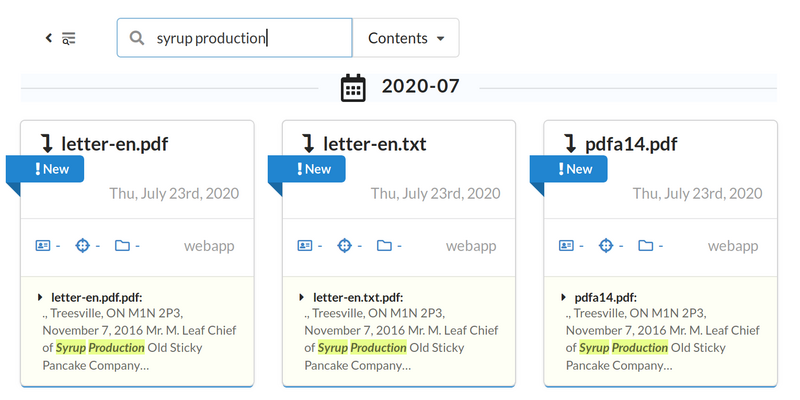 syrup production Contents
2020-07
letter-en.pdf
! New
Thu, July 23rd, 2020
- - - webapp
letter-en.pdf.pdf:
., Treesville, ON M1N 2P3,
November 7, 2016 Mr. M. Leaf Chief
of Syrup Production Old Sticky
Pancake Company...
letter-en.txt
! New
Thu, July 23rd, 2020
- - - webapp
letter-en.txt.pdf:
., Treesville, ON M1N 2P3,
November 7, 2016 Mr. M. Leaf Chief
of Syrup Production Old Sticky
Pancake Company...
pdfa14.pdf
! New
Thu, July 23rd, 2020
- - - webapp
pdfa14.pdf:
., Treesville, ON M1N 2P3,
November 7, 2016 Mr. M. Leaf Chief
of Syrup Production Old Sticky
Pancake Company...